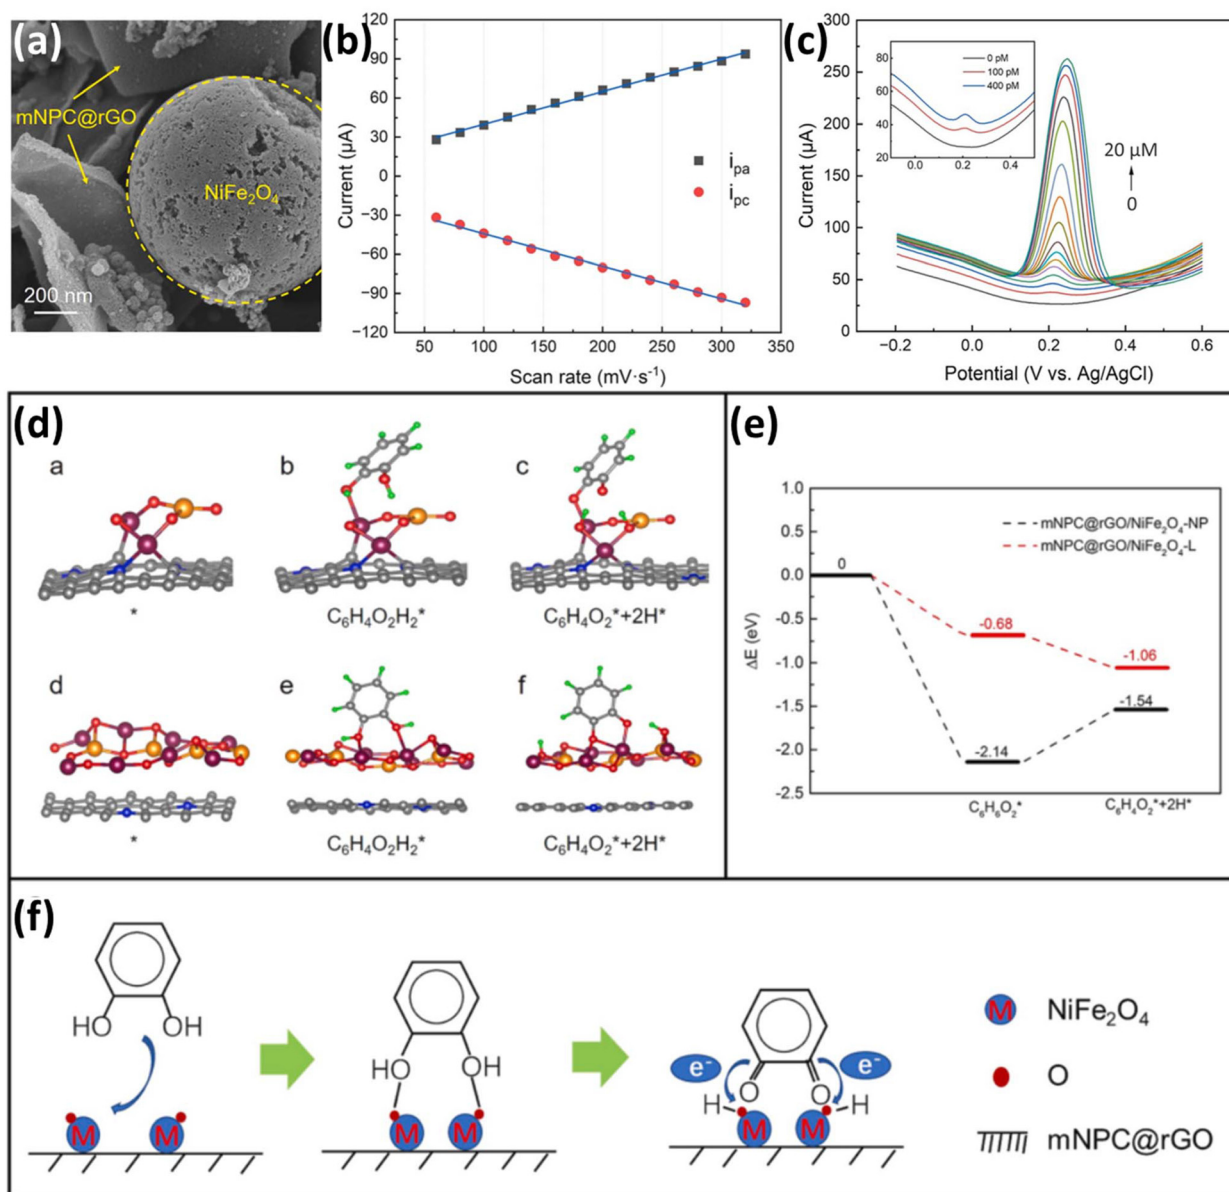 (a)
mNPC@rGO
NiFe₂O₄
200 nm
(b)
120
90
60
30
0
−30
−60
−90
−120
Current (µA)
iₚₐ
iₚc
50 100 150 200 250 300 350
Scan rate (mV·s⁻¹)
(c)
300
250
200
150
100
50
0
Current (µA)
80
60
40
20
0 pM
100 pM
400 pM
0.0 0.2 0.4
20 µM
0
−0.2 0.0 0.2 0.4 0.6
Potential (V vs. Ag/AgCl)
(d)
a b c
* C₆H₄O₂H₂* C₆H₄O₂*+2H*
d e f
* C₆H₄O₂H₂* C₆H₄O₂*+2H*
(e)
1.0
0.5
0.0
-0.5
-1.0
-1.5
-2.0
-2.5
ΔE (eV)
mNPC@rGO/NiFe₂O₄-NP
mNPC@rGO/NiFe₂O₄-L
0
-0.68
-1.06
-1.54
-2.14
C₆H₆O₂* C₆H₄O₂*+2H*
(f)
HO OH
M M
OH OH
M M
e⁻ e⁻
O O
H H
M M
M NiFe₂O₄
O
mNPC@rGO